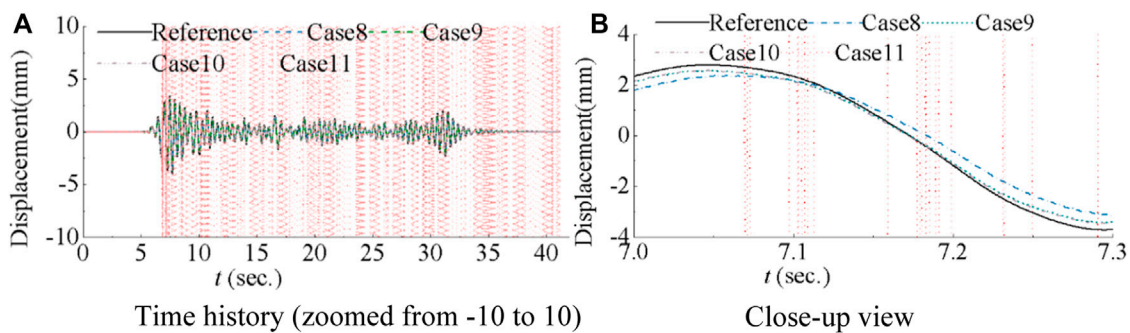 A
10
5
0
-5
-10
Displacement(mm)
Reference Case8 Case9
Case10 Case11
0 5 10 15 20 25 30 35 40
t (sec.)
Time history (zoomed from -10 to 10)
B
4
2
0
-2
-4
Displacement(mm)
Reference Case8 Case9
Case10 Case11
7.0 7.1 7.2 7.3
t (sec.)
Close-up view